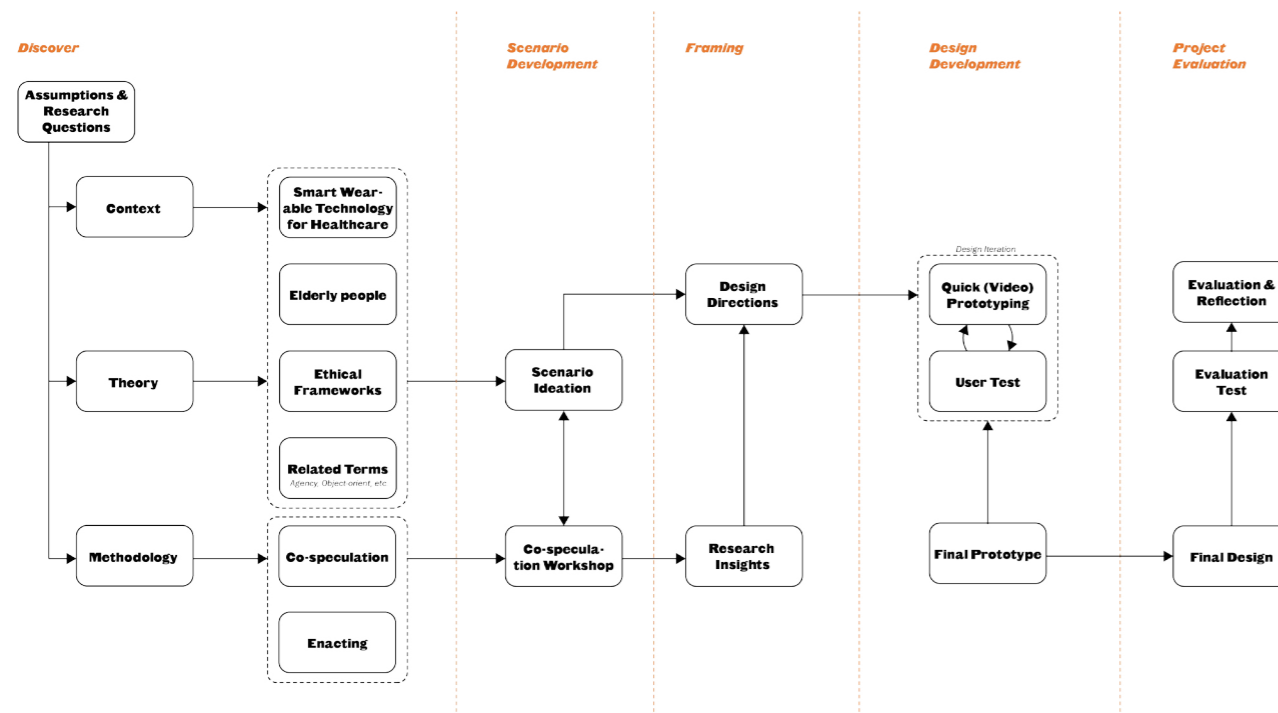 Discover
Scenario
Development
Framing
Design
Development
Project
Evaluation
Assumptions &
Research
Questions
Context
Smart Wear-
able Technology
for Healthcare
Elderly people
Theory
Ethical
Frameworks
Related Terms
Agency, Object-orient, etc
Methodology
Co-speculation
Enacting
Scenario
Ideation
Co-specula-
tion Workshop
Design
Directions
Research
Insights
Design Iteration
Quick (Video)
Prototyping
User Test
Final Prototype
Evaluation &
Reflection
Evaluation
Test
Final Design